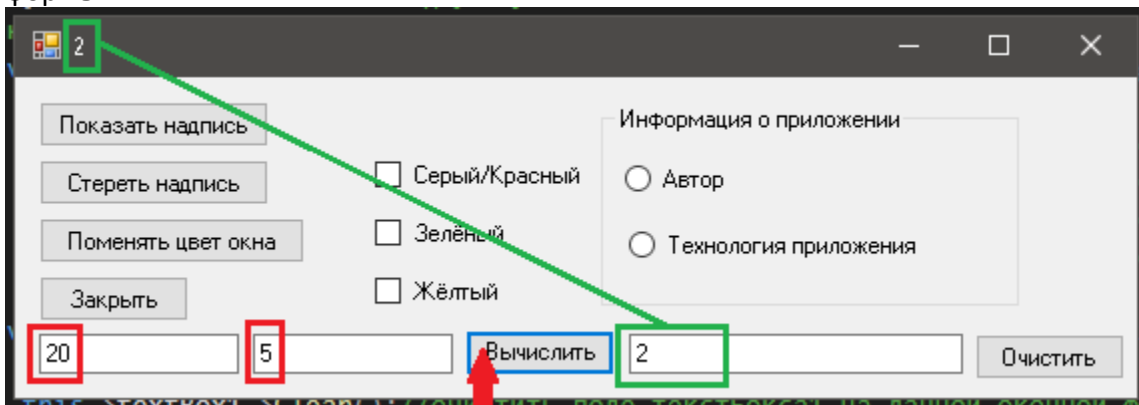 2
Показать надпись
Информация о приложении
Серый/Красный
Автор
Стереть надпись
Зелёный
Поменять цвет окна
Технология приложения
Жёлтый
Закрыть
20
5
Вычислить
2
Очистить